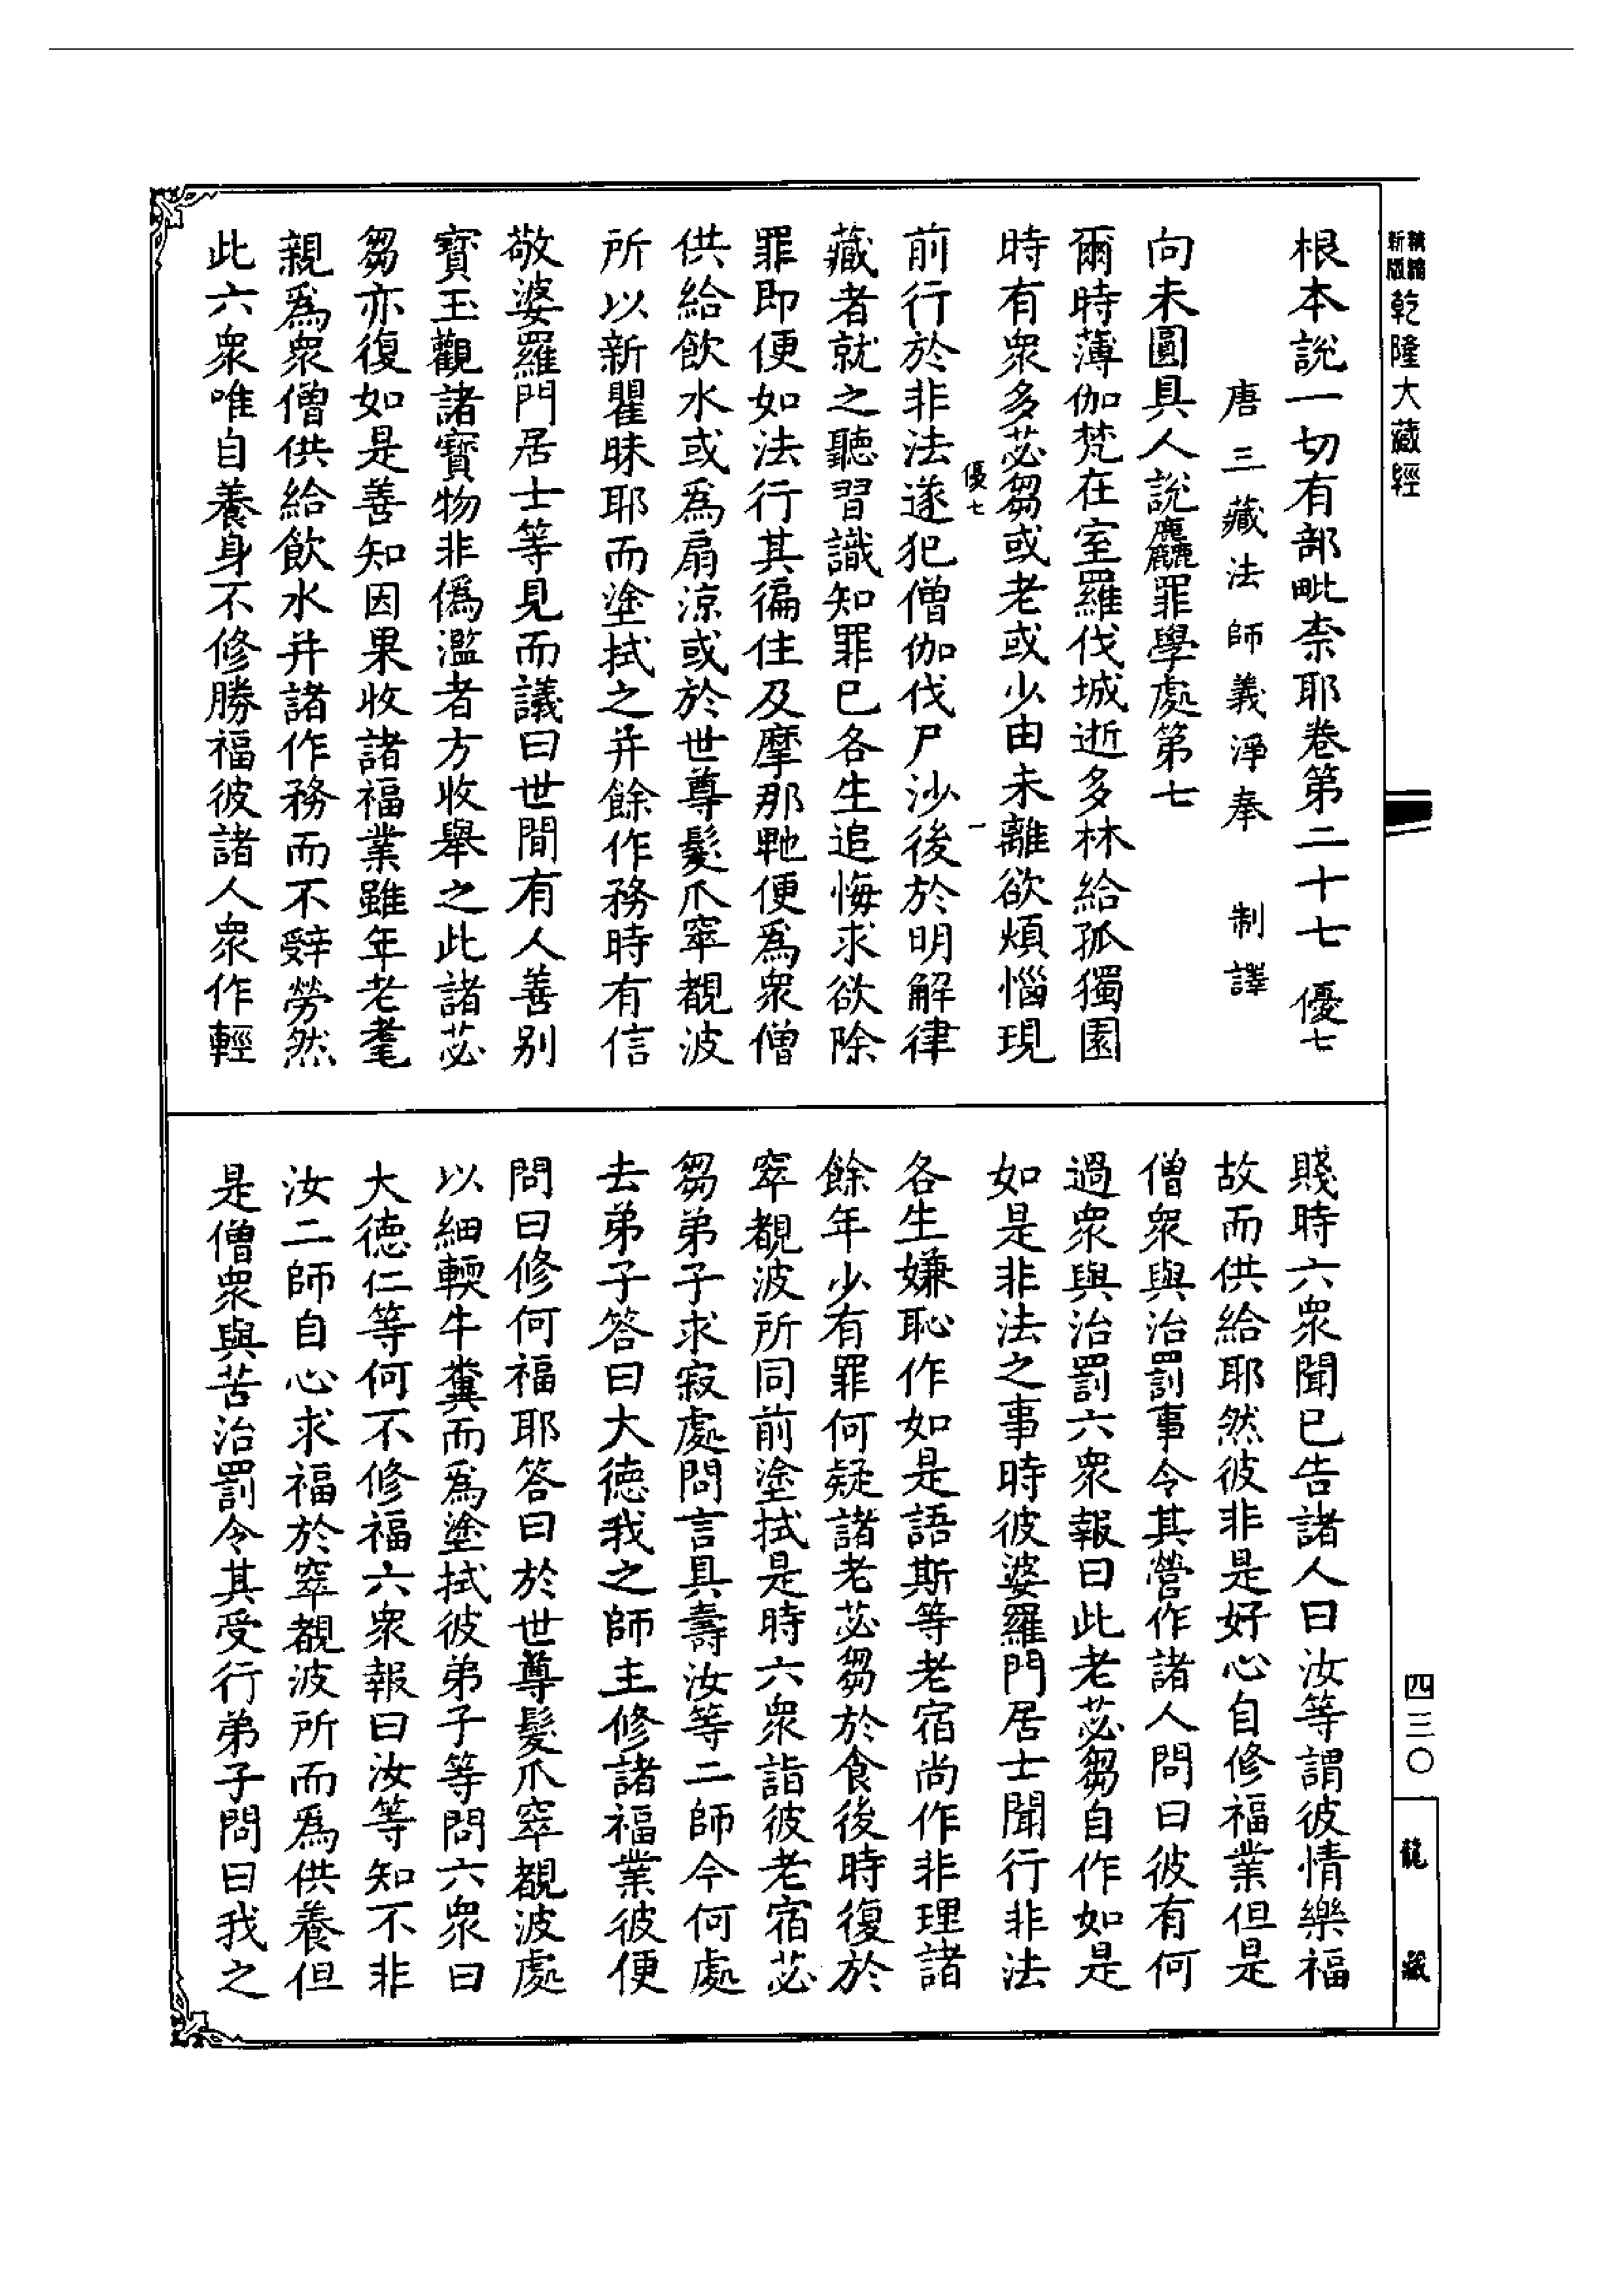 新編縮版乾隆大藏經
根本說一切有部毗柰耶卷第二十七　優七
唐三藏法師義淨奉　制譯
向未圓具人說麤罪學處第七
爾時薄伽梵在室羅伐城逝多林給孤獨園
時有眾多苾芻或老或少由未離欲煩惱現
優七　一
前行於非法遂犯僧伽伐尸沙後於明解律
藏者就之聽習識知罪已各生追悔求欲除
罪即便如法行其徧住及摩那䩭便為眾僧
供給飲水或為扇涼或於世尊髮爪窣覩波
所以新瞿昧耶而塗拭之并餘作務時有信
敬婆羅門居士等見而議曰世間有人善別
寶玉觀諸寶物非偽濫者方收舉之此諸苾
芻亦復如是善知因果收諸福業雖年老耄
親為眾僧供給飲水并諸作務而不辭勞然
此六眾唯自養身不修勝福彼諸人眾作輕
賤時六眾聞已告諸人曰汝等謂彼情樂福
故而供給耶然彼非是好心自修福業但是
僧眾與治罰事令其營作諸人問曰彼有何
過眾與治罰六眾報曰此老苾芻自作如是
如是非法之事時彼婆羅門居士聞行非法
各生嫌恥作如是語斯等老宿尚作非理諸
餘年少有罪何疑諸老苾芻於食後時復於
窣覩波所同前塗拭是時六眾詣彼老宿苾
芻弟子求寂處問言具壽汝等二師今何處
去弟子答曰大德我之師主修諸福業彼便
問曰修何福耶答曰於世尊髮爪窣覩波處
以細輭牛糞而為塗拭彼弟子等問六眾曰
大德仁等何不修福六眾報曰汝等知不非
汝二師自心求福於窣覩波所而為供養但
是僧眾與苦治罰令其受行弟子問曰我之
四三〇
龍藏